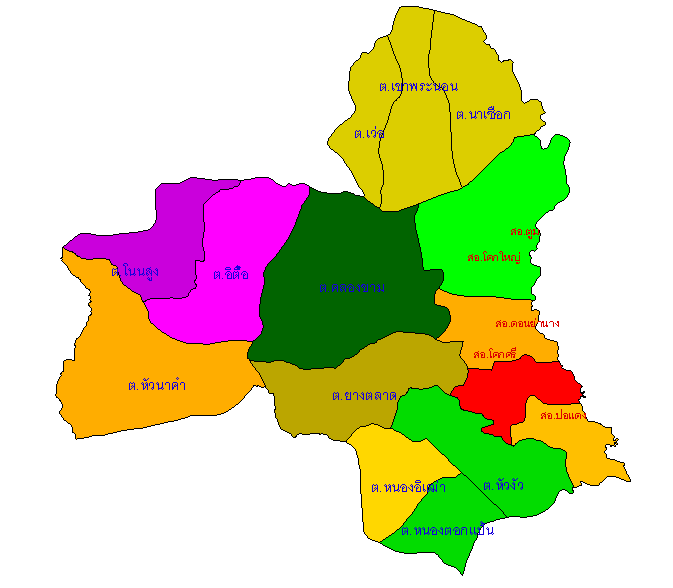 ต.เขาพระนอน
ต.นาเชือก
ต.เว่อ
สอ.ตูม
สอ.โคกใหญ่
ต.โนนสูง
ต.อิตื้อ
ต.คลองขาม
สอ.ดอนยานาง
สอ.โคกศรี
ต.หัวนาคำ
ต.ยางตลาด
สอ.ปอแดง
ต.หนองอิเฒ่า
ต.หัวงัว
ต.หนองตอกแป้น